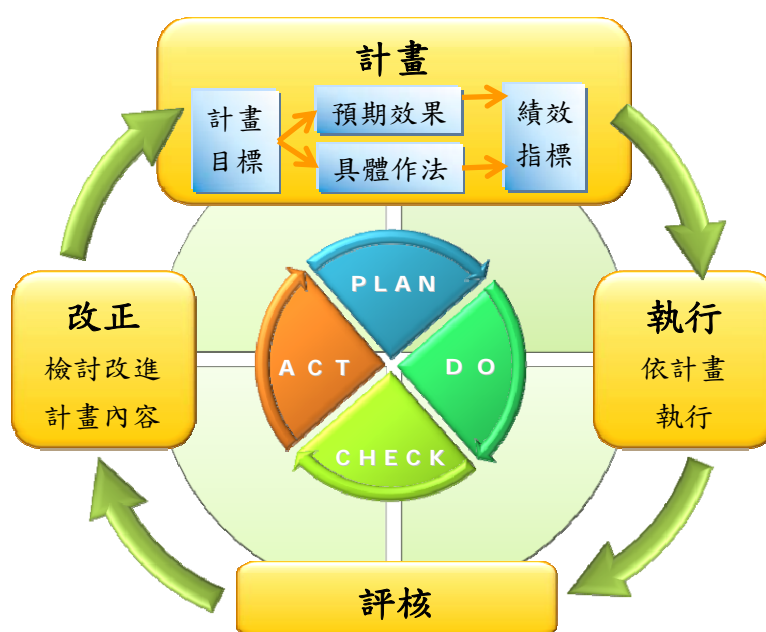 計畫
計畫
目標
預期效果
具體作法
績效
指標
PLAN
改正
檢討改進
計畫內容
ACT
DO
執行
依計畫
執行
CHECK
評核